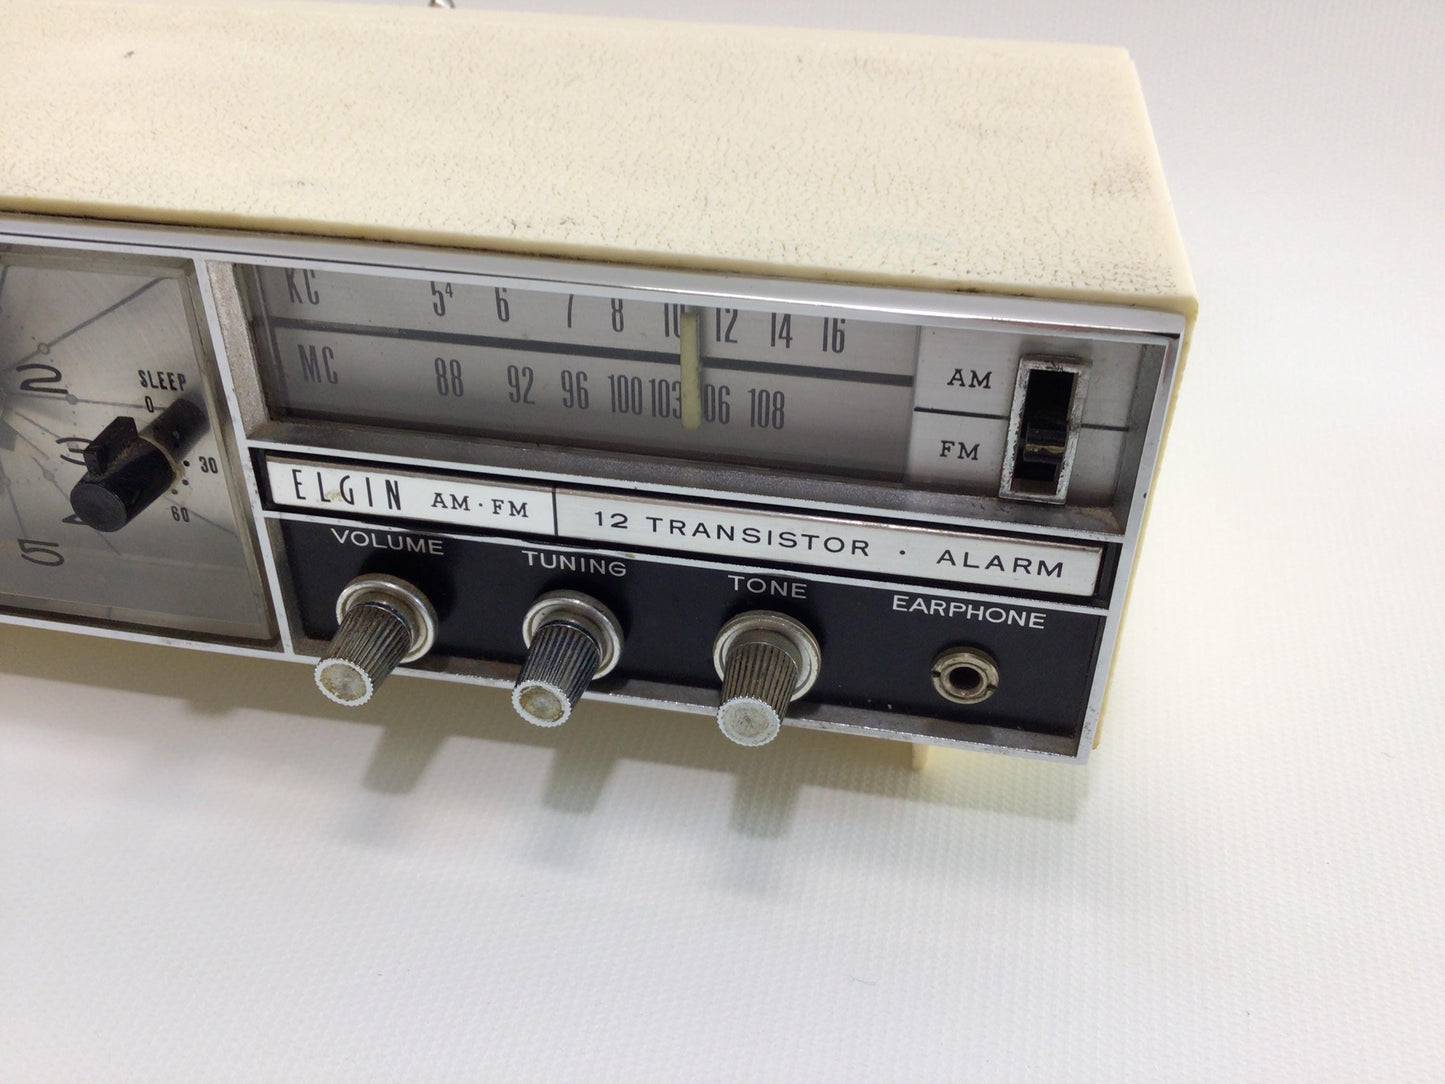 KC 5⁴ 6 7 8 10 12 14 16
MC 88 92 96 100 103 106 108
AM
FM
2
SLEEP
0
3
30
60
4
5
ELGIN AM·FM 12 TRANSISTOR · ALARM
VOLUME TUNING TONE EARPHONE